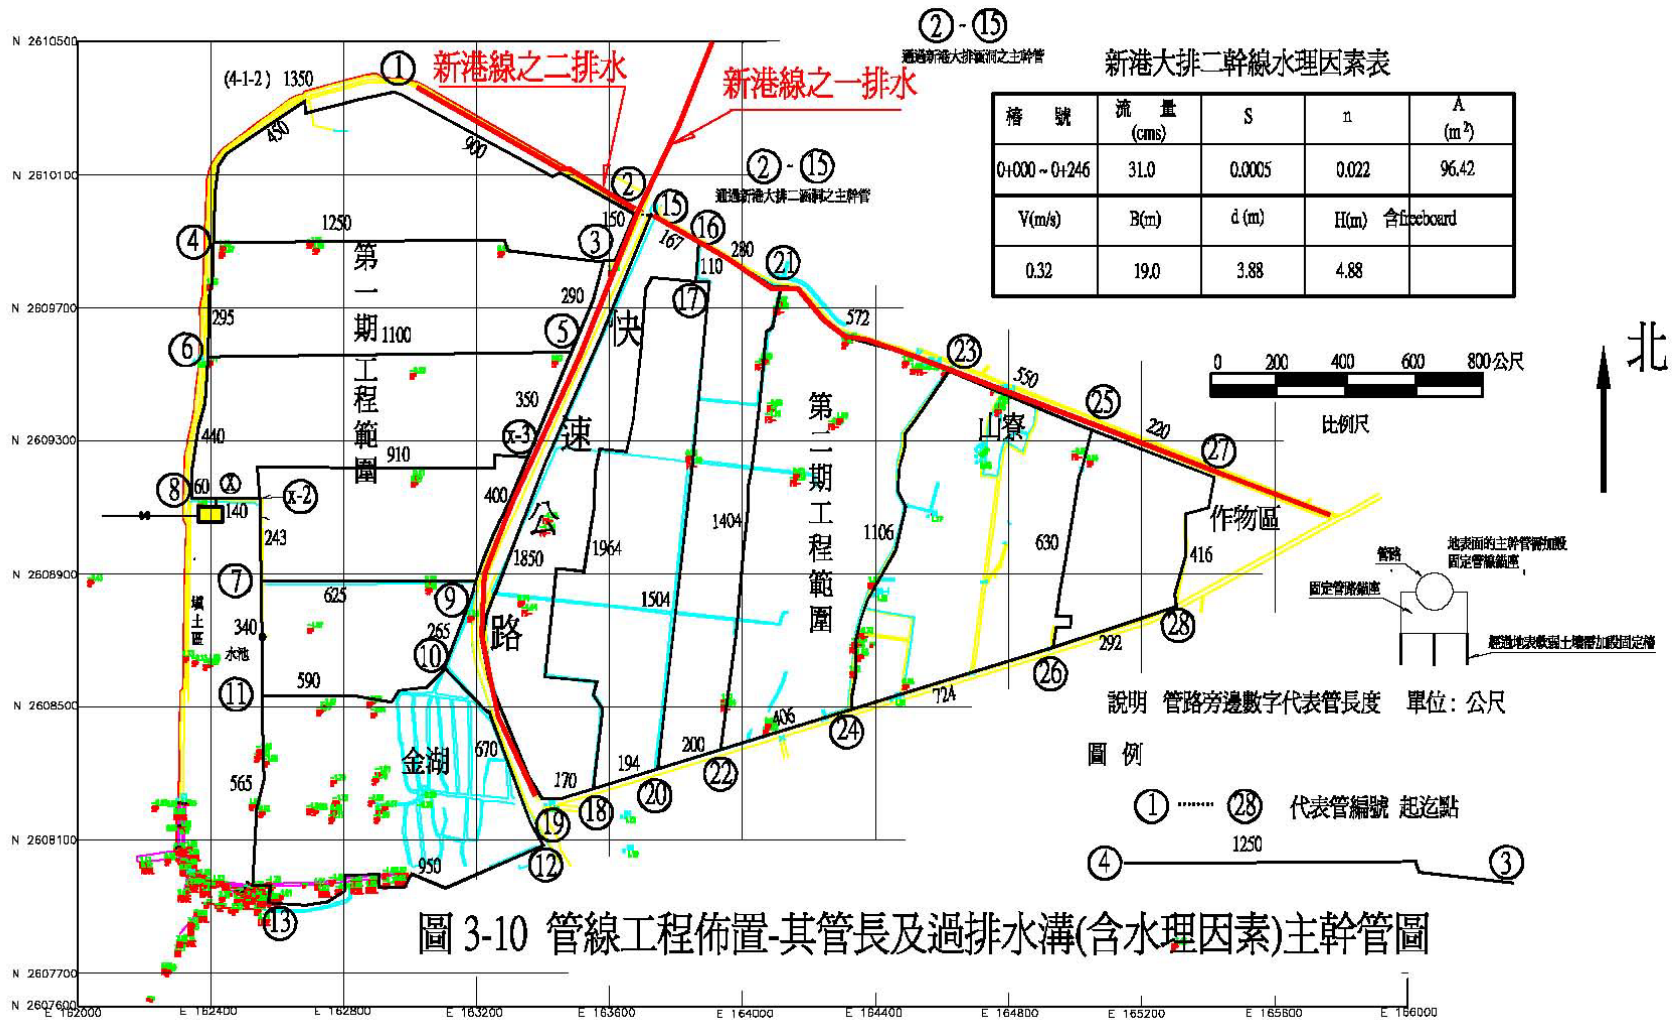 N 2610500
N 2610100
N 2609700
N 2609300
N 2608900
N 2608500
N 2608100
N 2607700
N 2607600
E 162000
E 162400
E 162800
E 163200
E 163600
E 164000
E 164400
E 164800
E 165200
E 165600
E 166000
② - ⑮
通過新港大排涵洞之主幹管
新港線之二排水
新港線之一排水
② - ⑮
通過新港大排二涵洞之主幹管
(4-1-2) 1350
①
450
900
②
150
⑮
167
⑯
280
㉑
110
⑰
④
1250
③
295
290
⑤
⑥
1100
572
㉓
550
㉕
220
㉗
350
x-3
440
910
⑧
60
x
x-2
140
243
400
1850
1964
1404
1504
1106
630
416
⑦
625
⑨
265
340
水池
⑩
⑪
590
填土區
565
670
金湖
170
194
200
406
724
292
⑲
⑱
⑳
㉒
㉔
㉖
㉘
⑫
950
⑬
第一期工程範圍
快速公路
第二期工程範圍
山寮
作物區
新港大排二幹線水理因素表
樁 號
流 量
(cms)
S
n
A
(m²)
0+000 ~ 0+246
31.0
0.0005
0.022
96.42
V(m/s)
B(m)
d (m)
H(m) 含freeboard
0.32
19.0
3.88
4.88
0 200 400 600 800公尺
比例尺
北
管路
地表面的主幹管需加設
固定管線錨座
固定管路錨座
經過地表軟弱土壤需加設固定樁
說明 管路旁邊數字代表管長度 單位: 公尺
圖 例
① ........ ㉘ 代表管編號 起迄點
④
1250
③
圖 3-10 管線工程佈置-其管長及過排水溝(含水理因素)主幹管圖